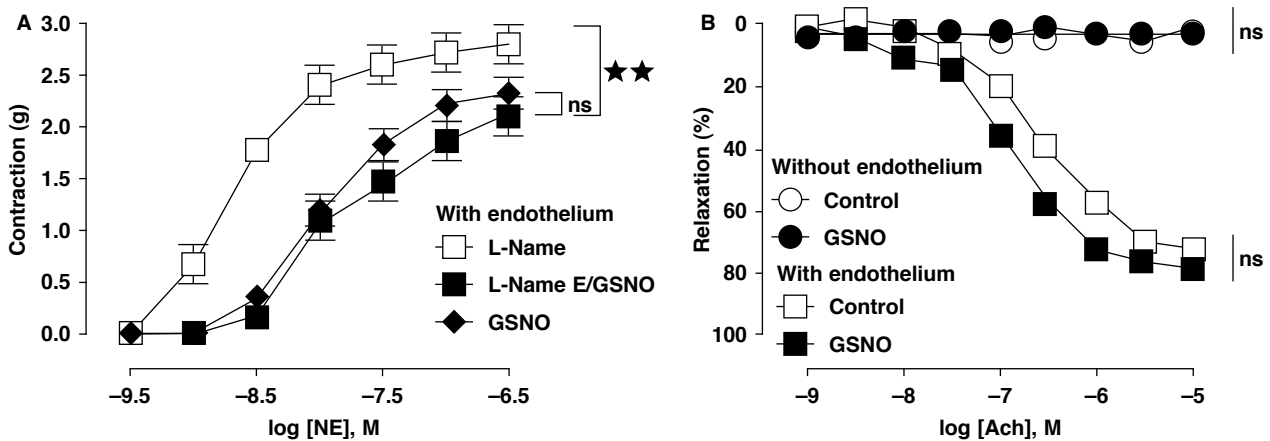 A
Contraction (g)
3.0
2.5
2.0
1.5
1.0
0.5
0.0
ns
With endothelium
L-Name
L-Name E/GSNO
GSNO
–9.5
–8.5
–7.5
–6.5
log [NE], M
B
Relaxation (%)
0
20
40
60
80
100
ns
Without endothelium
Control
GSNO
With endothelium
Control
GSNO
ns
–9
–8
–7
–6
–5
log [Ach], M